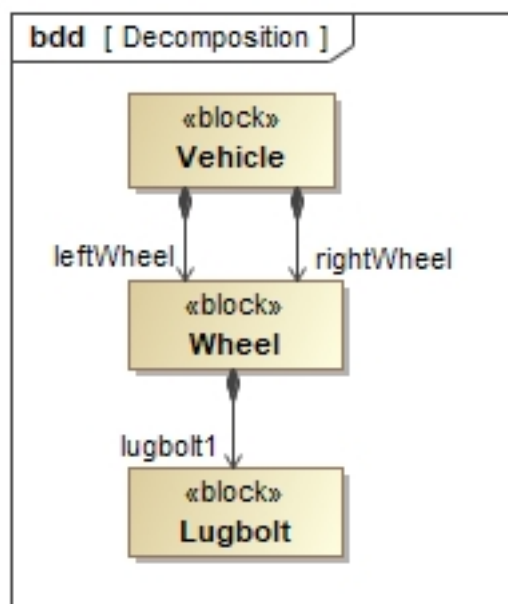 bdd [ Decomposition ]
«block»
Vehicle
leftWheel
rightWheel
«block»
Wheel
lugbolt1
«block»
Lugbolt